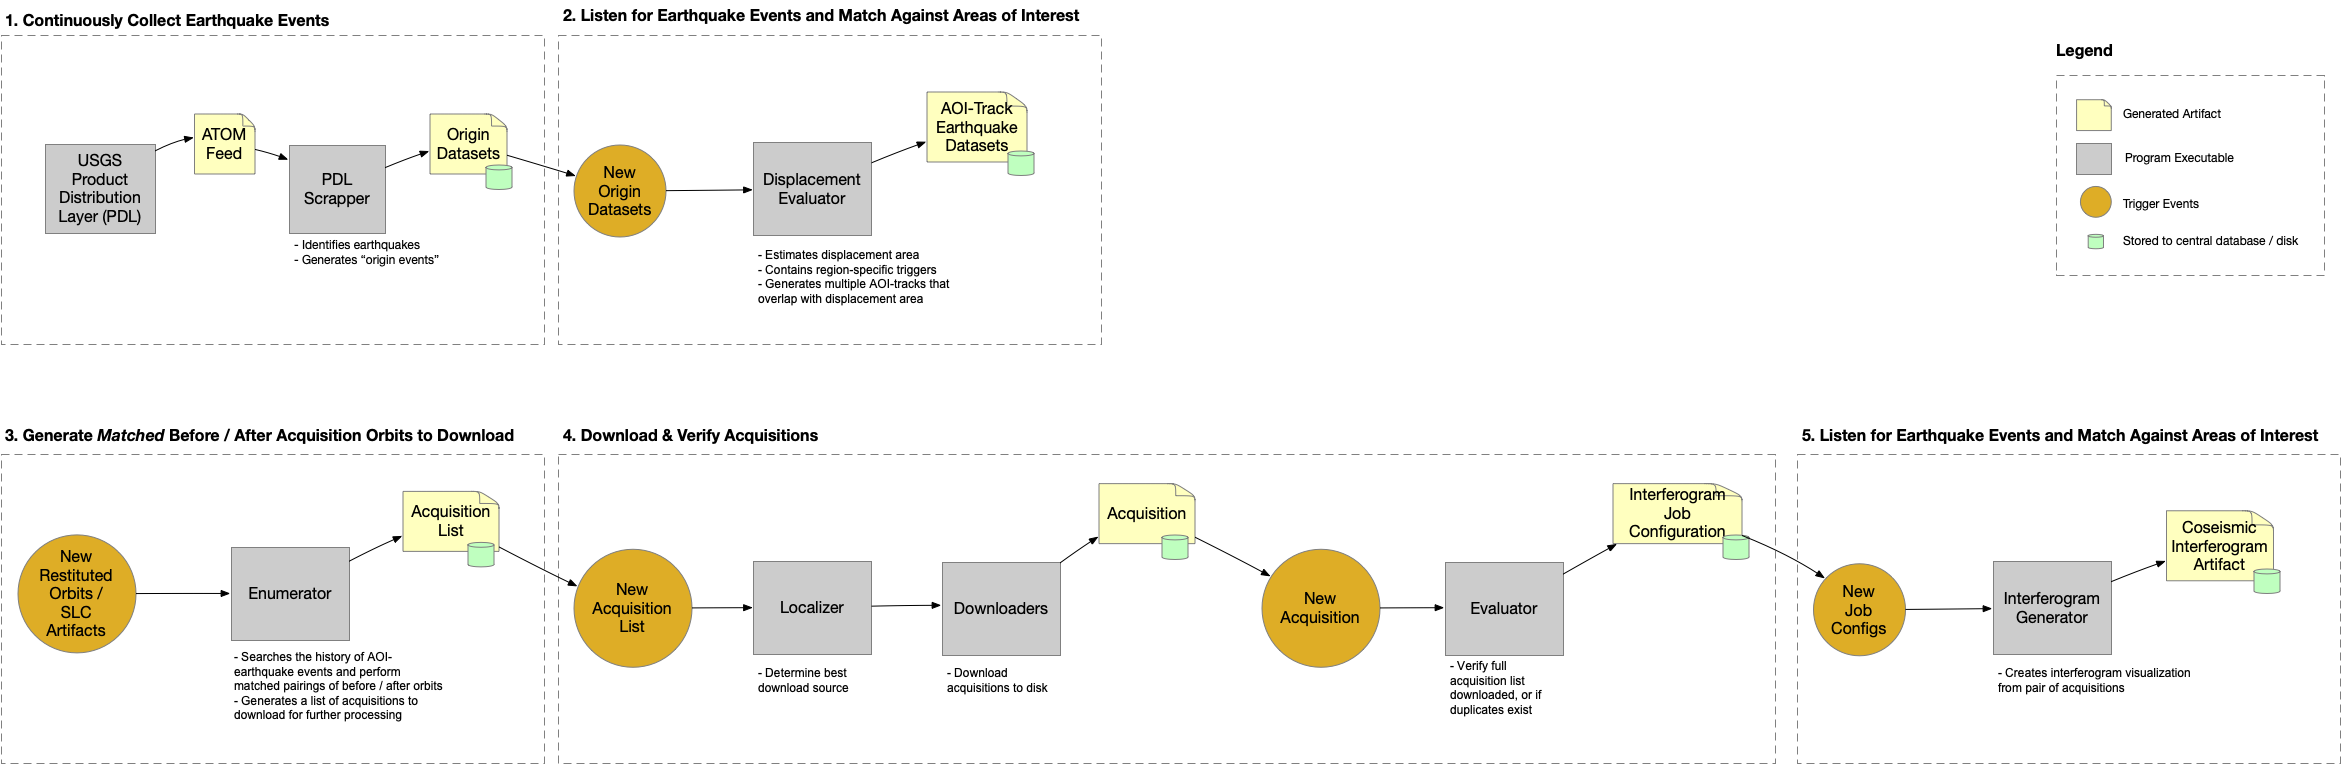 1. Continuously Collect Earthquake Events
USGS
Product
Distribution
Layer (PDL)
ATOM
Feed
PDL
Scrapper
- Identifies earthquakes
- Generates “origin events”
Origin
Datasets
2. Listen for Earthquake Events and Match Against Areas of Interest
New
Origin
Datasets
Displacement
Evaluator
- Estimates displacement area
- Contains region-specific triggers
- Generates multiple AOI-tracks that
overlap with displacement area
AOI-Track
Earthquake
Datasets
Legend
Generated Artifact
Program Executable
Trigger Events
Stored to central database / disk
3. Generate Matched Before / After Acquisition Orbits to Download
New
Restituted
Orbits /
SLC
Artifacts
Enumerator
- Searches the history of AOI-
earthquake events and perform
matched pairings of before / after orbits
- Generates a list of acquisitions to
download for further processing
Acquisition
List
4. Download & Verify Acquisitions
New
Acquisition
List
Localizer
- Determine best
download source
Downloaders
- Download
acquisitions to disk
Acquisition
New
Acquisition
Evaluator
- Verify full
acquisition list
downloaded, or if
duplicates exist
Interferogram
Job
Configuration
5. Listen for Earthquake Events and Match Against Areas of Interest
New
Job
Configs
Interferogram
Generator
- Creates interferogram visualization
from pair of acquisitions
Coseismic
Interferogram
Artifact